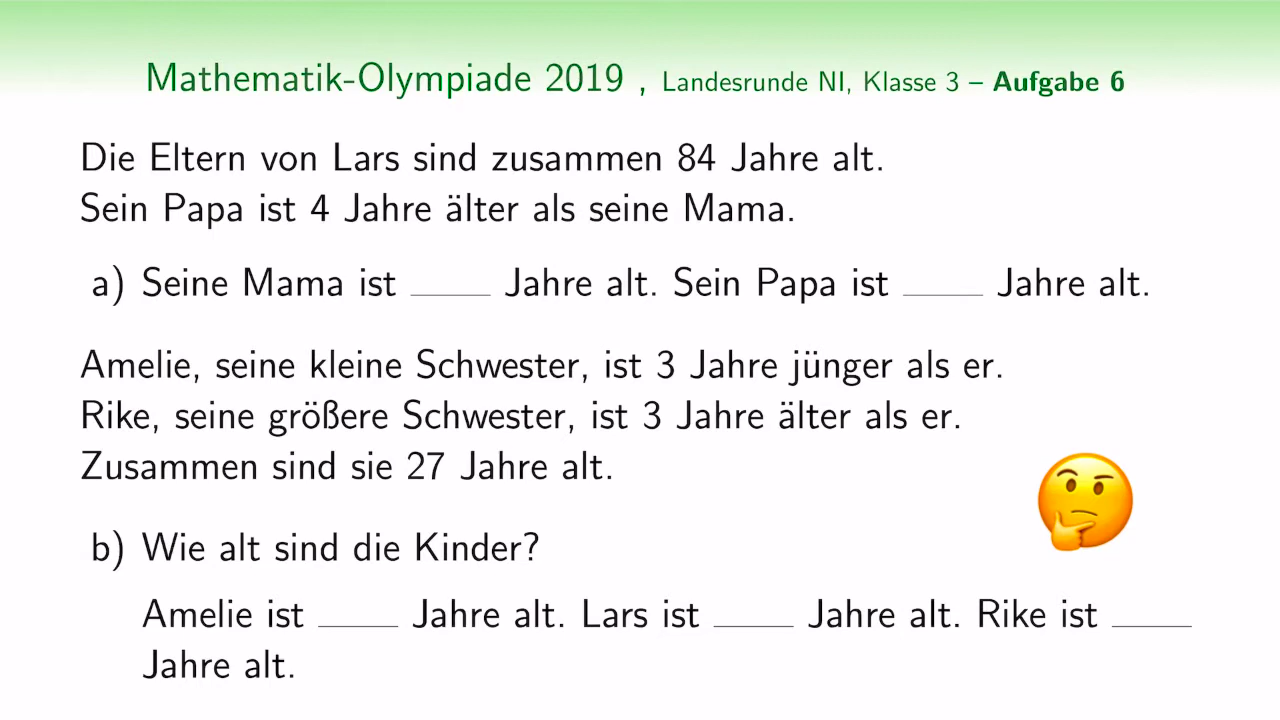 Mathematik-Olympiade 2019 , Landesrunde NI, Klasse 3 – Aufgabe 6
Die Eltern von Lars sind zusammen 84 Jahre alt.
Sein Papa ist 4 Jahre älter als seine Mama.
a) Seine Mama ist ____ Jahre alt. Sein Papa ist ____ Jahre alt.
Amelie, seine kleine Schwester, ist 3 Jahre jünger als er.
Rike, seine größere Schwester, ist 3 Jahre älter als er.
Zusammen sind sie 27 Jahre alt.
b) Wie alt sind die Kinder?
Amelie ist ____ Jahre alt. Lars ist ____ Jahre alt. Rike ist ____
Jahre alt.